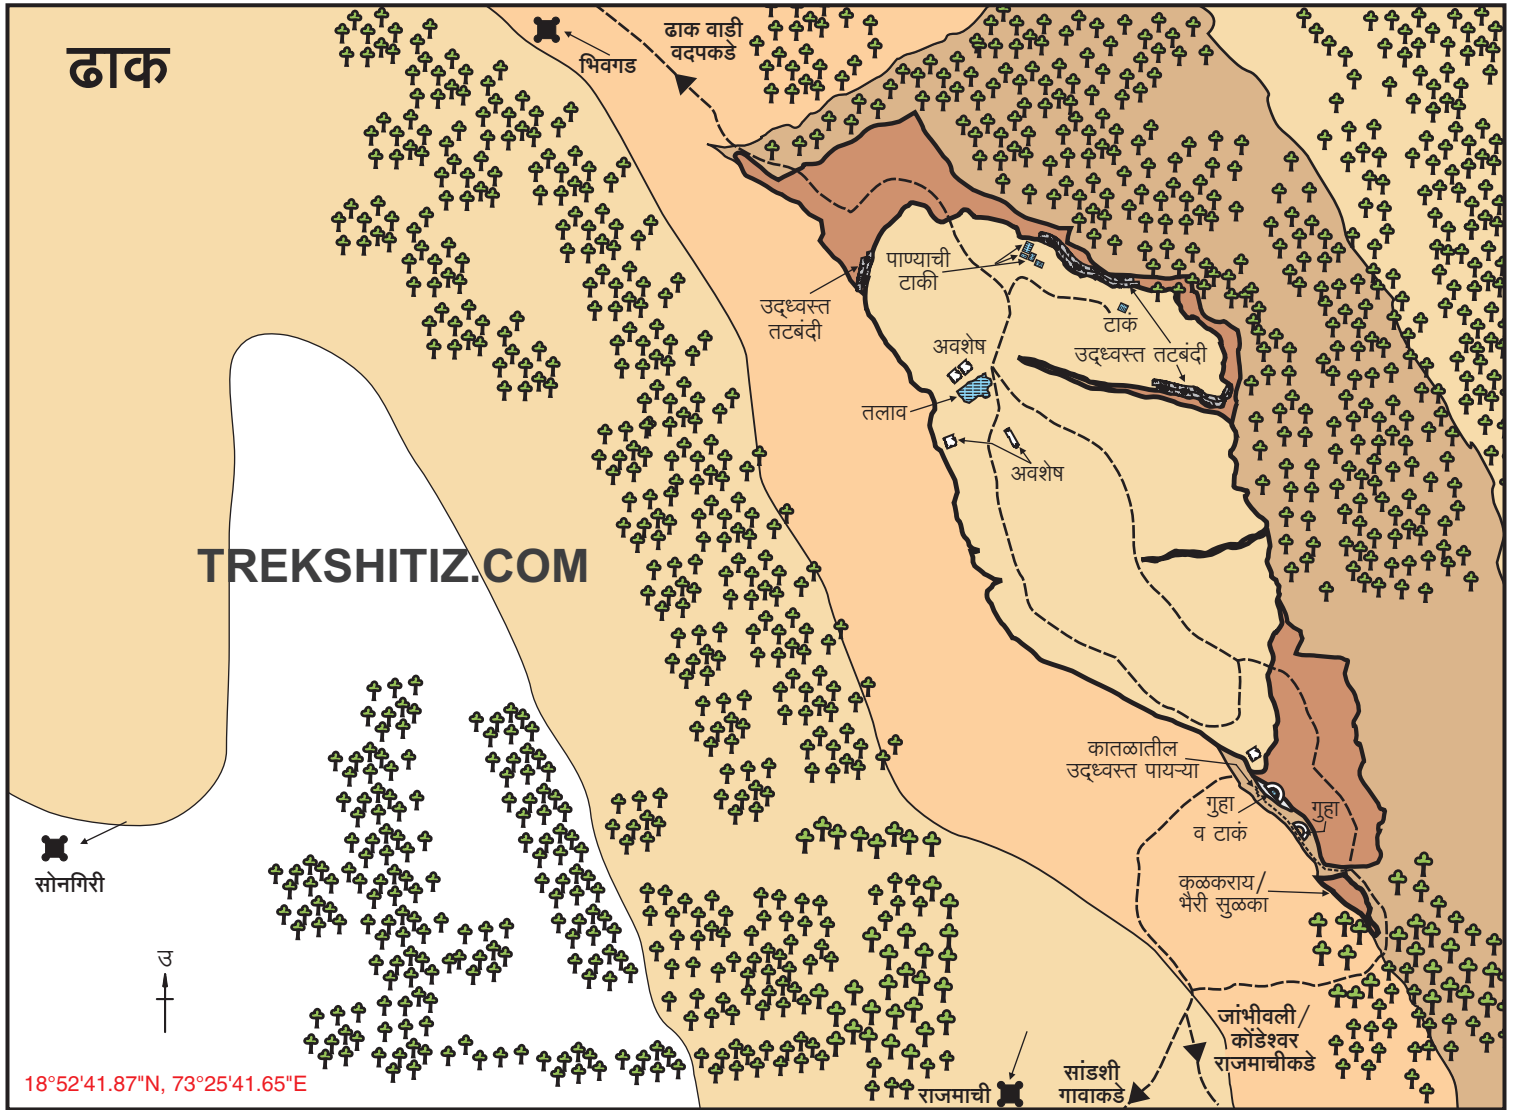 ढाक
भिवगड
ढाक वाडी
वदपकडे
पाण्याची
टाकी
उद्ध्वस्त
तटबंदी
टाकं
उद्ध्वस्त तटबंदी
अवशेष
तलाव
अवशेष
TREKSHITIZ.COM
कातळातील
उद्ध्वस्त पायऱ्या
गुहा
व टाकं
गुहा
कळकराय/
भैरी सुळका
सोनगिरी
उ
जांभीवली/
कोंडेश्वर
राजमाचीकडे
सांडशी
गावाकडे
राजमाची
18°52'41.87"N, 73°25'41.65"E